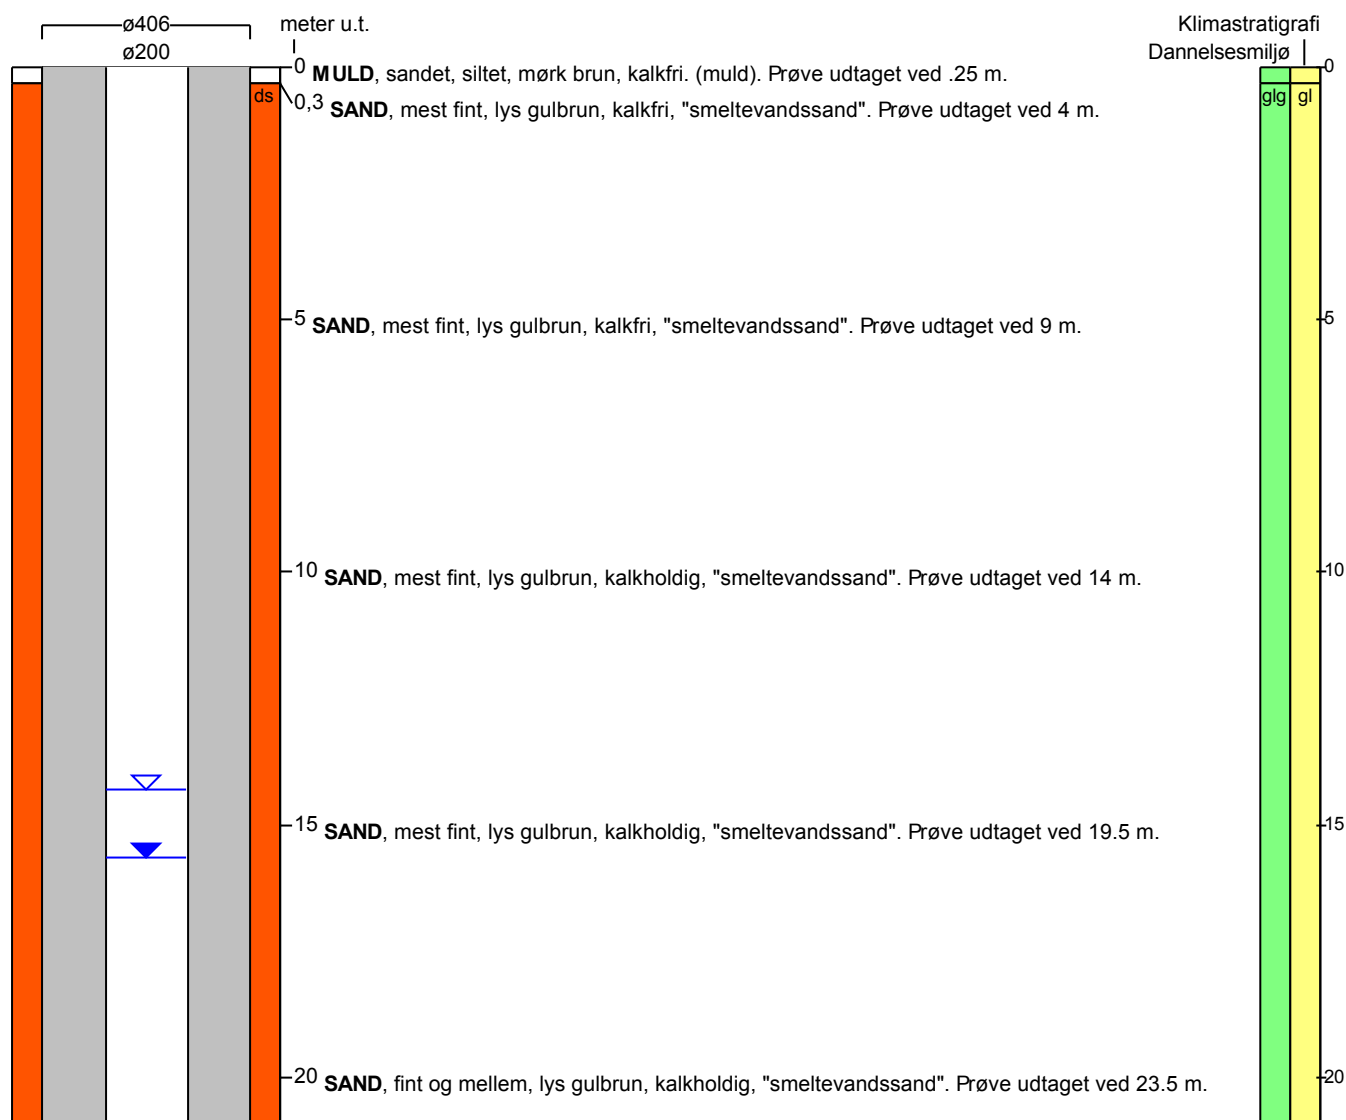 ø406
meter u.t.
Klimastratigrafi
ø200
Dannelsesmiljø
0 MULD, sandet, siltet, mørk brun, kalkfri. (muld). Prøve udtaget ved .25 m.
0
ds
0,3 SAND, mest fint, lys gulbrun, kalkfri, "smeltevandssand". Prøve udtaget ved 4 m.
glg gl
5 SAND, mest fint, lys gulbrun, kalkfri, "smeltevandssand". Prøve udtaget ved 9 m.
5
10 SAND, mest fint, lys gulbrun, kalkholdig, "smeltevandssand". Prøve udtaget ved 14 m.
10
15 SAND, mest fint, lys gulbrun, kalkholdig, "smeltevandssand". Prøve udtaget ved 19.5 m.
15
20 SAND, fint og mellem, lys gulbrun, kalkholdig, "smeltevandssand". Prøve udtaget ved 23.5 m.
20